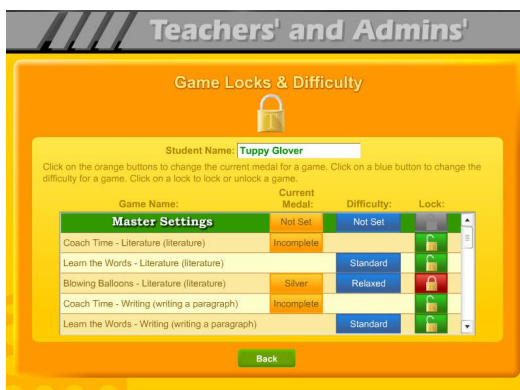 Teachers' and Admins'
Game Locks & Difficulty
T
Student Name: Tuppy Glover
Click on the orange buttons to change the current medal for a game. Click on a blue button to change the
difficulty for a game. Click on a lock to lock or unlock a game.
Game Name: Current Medal: Difficulty: Lock:
Master Settings Not Set Not Set
Coach Time - Literature (literature) Incomplete
Learn the Words - Literature (literature) Standard
Blowing Balloons - Literature (literature) Silver Relaxed
Coach Time - Writing (writing a paragraph) Incomplete
Learn the Words - Writing (writing a paragraph) Standard
Back